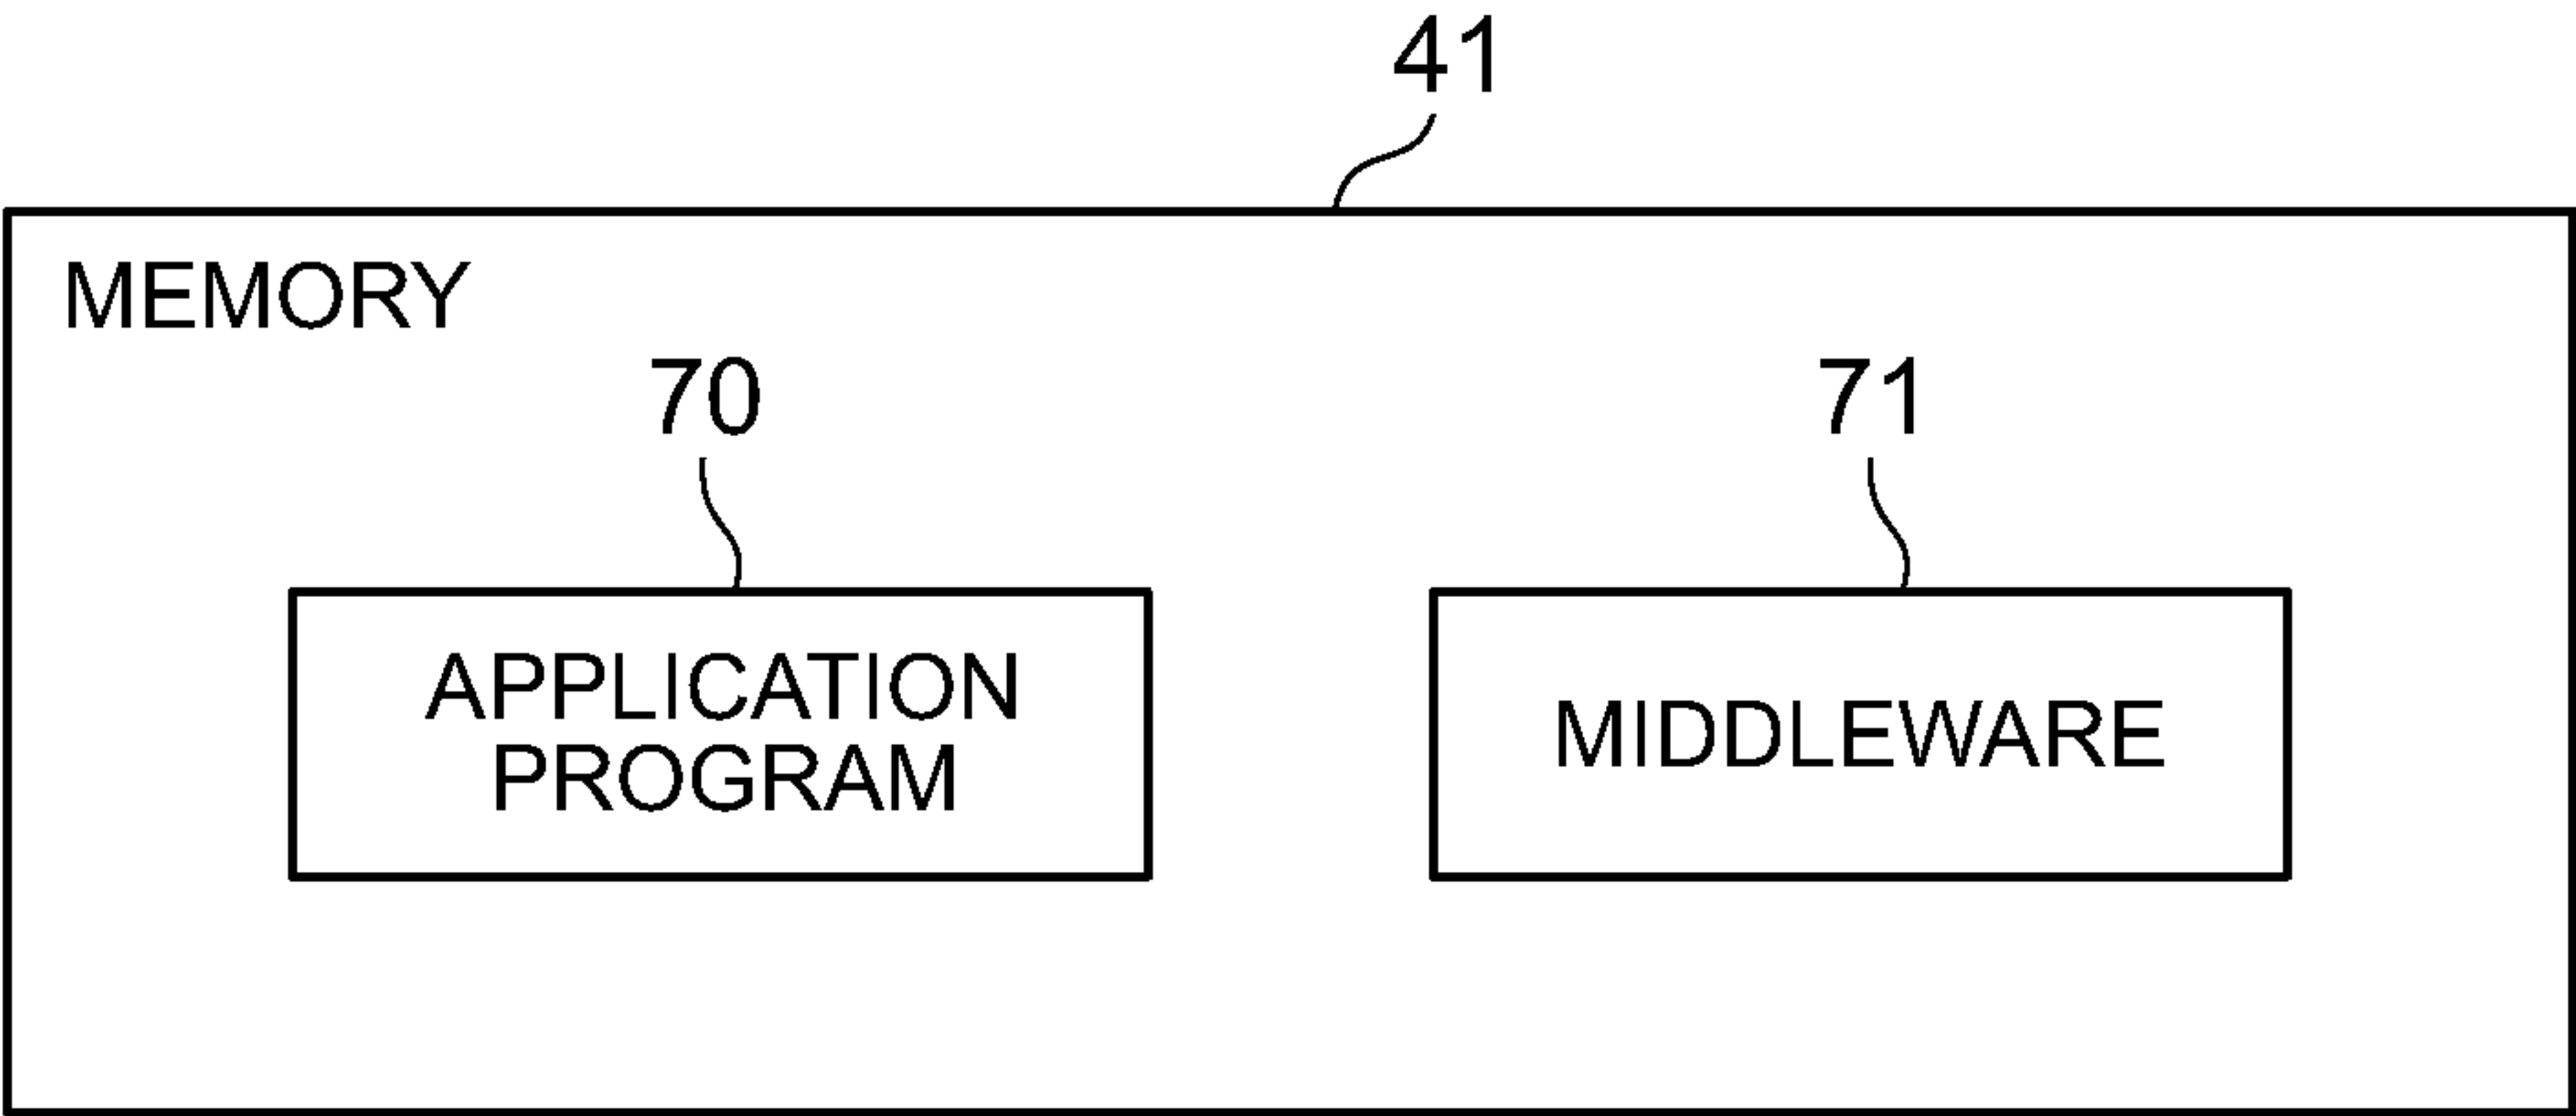 41
MEMORY
70
71
APPLICATION
PROGRAM
MIDDLEWARE